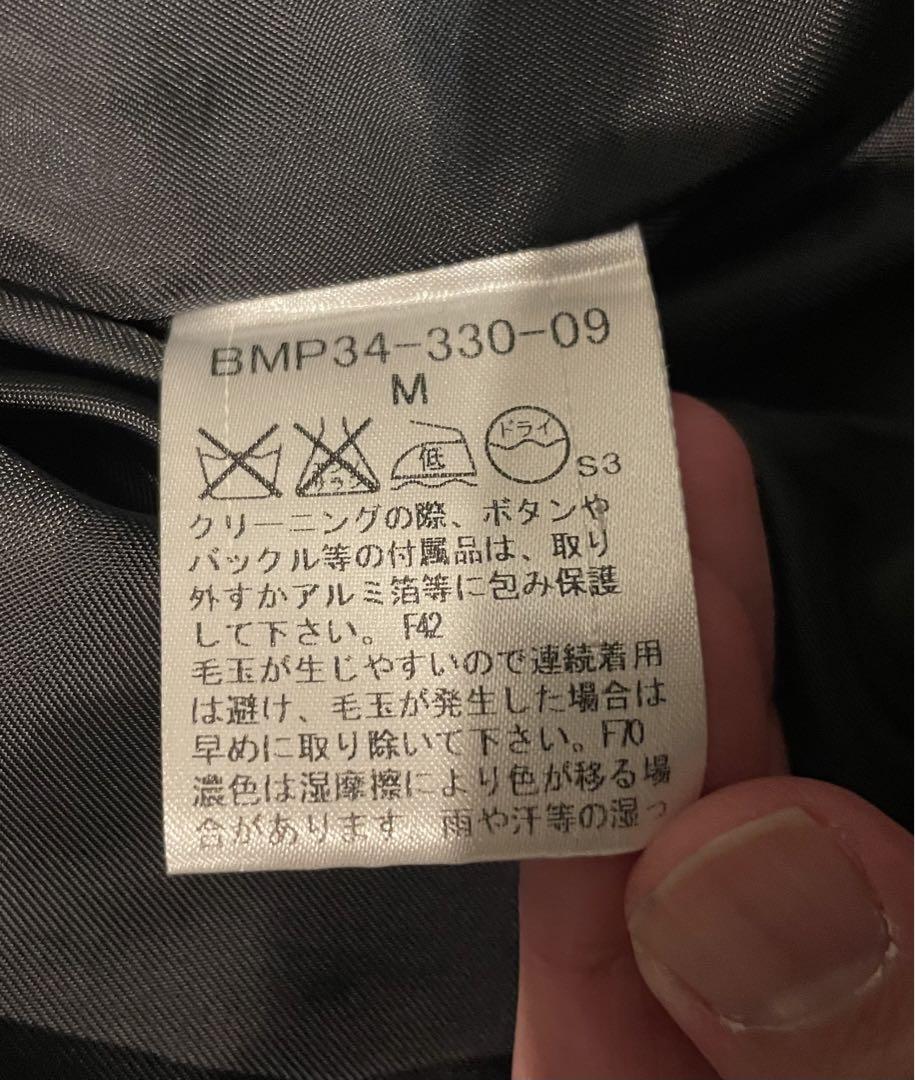 BMP34-330-09
M
低
ドライ
S3
クリーニングの際、ボタンや
バックル等の付属品は、取り
外すかアルミ箔等に包み保護
して下さい。 F42
毛玉が生じやすいので連続着用
は避け、毛玉が発生した場合は
早めに取り除いて下さい。F70
濃色は湿摩擦により色が移る場
合があります。雨や汗等の湿っ